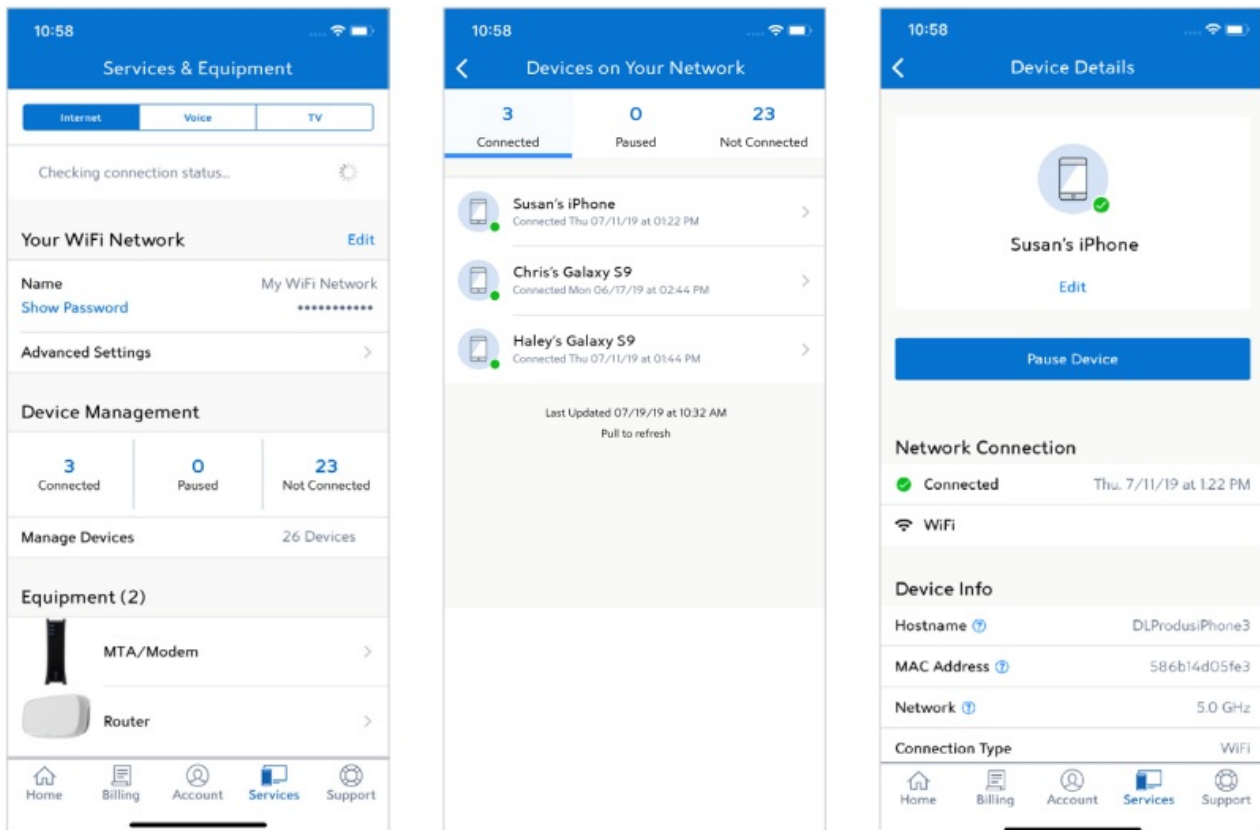 10:58
Services & Equipment
Internet Voice TV
Checking connection status..
Your WiFi Network Edit
Name My WiFi Network
Show Password •••••••••••
Advanced Settings
Device Management
3 0 23
Connected Paused Not Connected
Manage Devices 26 Devices
Equipment (2)
MTA/Modem
Router
Home Billing Account Services Support
10:58
Devices on Your Network
3 0 23
Connected Paused Not Connected
Susan's iPhone
Connected Thu 07/11/19 at 01:22 PM
Chris's Galaxy S9
Connected Mon 06/17/19 at 02:44 PM
Haley's Galaxy S9
Connected Thu 07/11/19 at 01:44 PM
Last Updated 07/19/19 at 10:32 AM
Pull to refresh
10:58
Device Details
Susan's iPhone
Edit
Pause Device
Network Connection
Connected Thu. 7/11/19 at 1:22 PM
WiFi
Device Info
Hostname ? DLProdusiPhone3
MAC Address ? 586b14d05fe3
Network ? 5.0 GHz
Connection Type WiFi
Home Billing Account Services Support